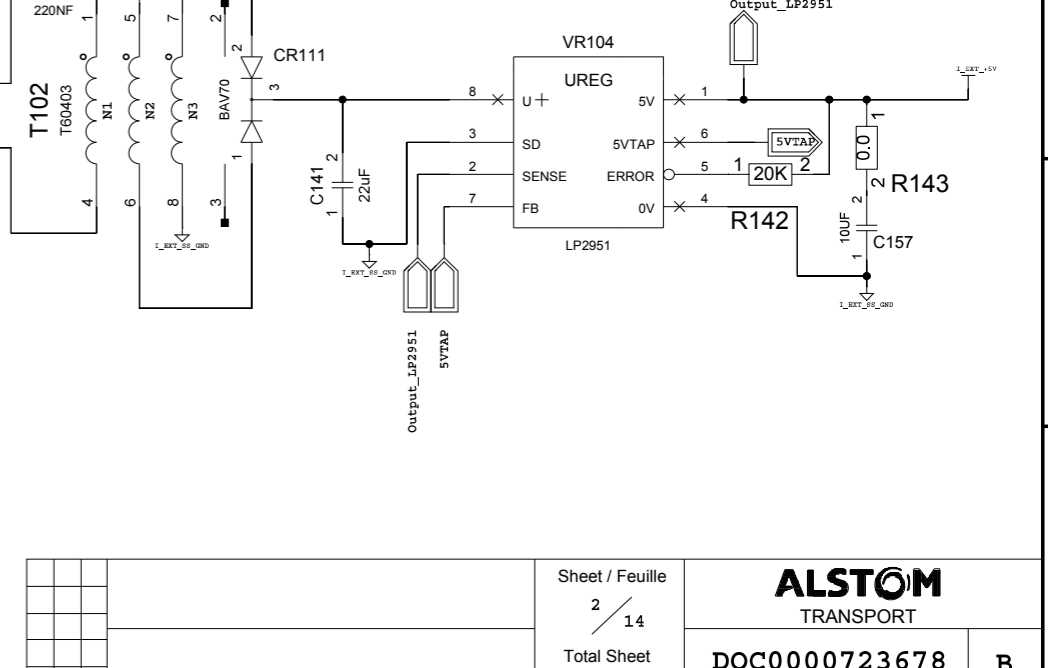 220NF
1
5
7
2
Output_LP2951
VR104
UREG
I_EXT_+5V
2
CR111
3
T102
T60403
N1
N2
N3
BAV70
8
U+
5V
1
3
SD
5VTAP
6
5VTAP
2
SENSE
ERROR
5
1
20K
2
7
FB
0V
4
R142
LP2951
1
0.0
2
R143
2
10UF
C157
1
I_EXT_SS_GND
C141
2
22uF
1
I_EXT_SS_GND
4
6
8
3
1
I_EXT_SS_GND
Output_LP2951
5VTAP
Sheet / Feuille
2/14
Total Sheet
ALSTOM
TRANSPORT
DOC0000723678
B